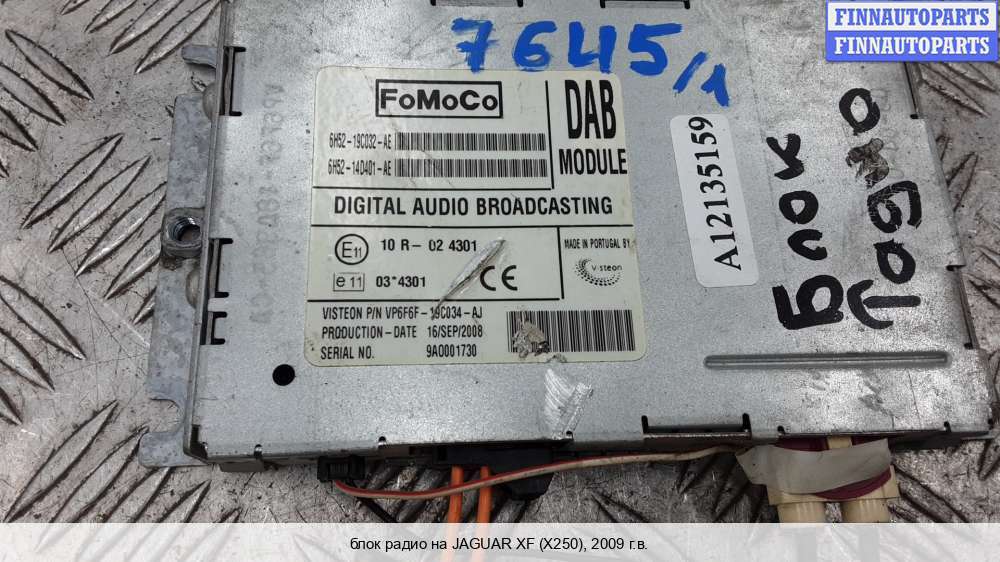 FINNAUTOPARTS
FINNAUTOPARTS
7645/1
FoMoCo
DAB
MODULE
6H52-19C032-AE
6H52-14D401-AE
DIGITAL AUDIO BROADCASTING
E11 10 R- 02 4301
e 11 03*4301
CE
MADE IN PORTUGAL BY
Visteon
VISTEON P/N VP6F6F-19C034-AJ
PRODUCTION-DATE 16/SEP/2008
SERIAL NO. 9A0001730
A12135159
Блок
Радио
блок радио на JAGUAR XF (X250), 2009 г.в.